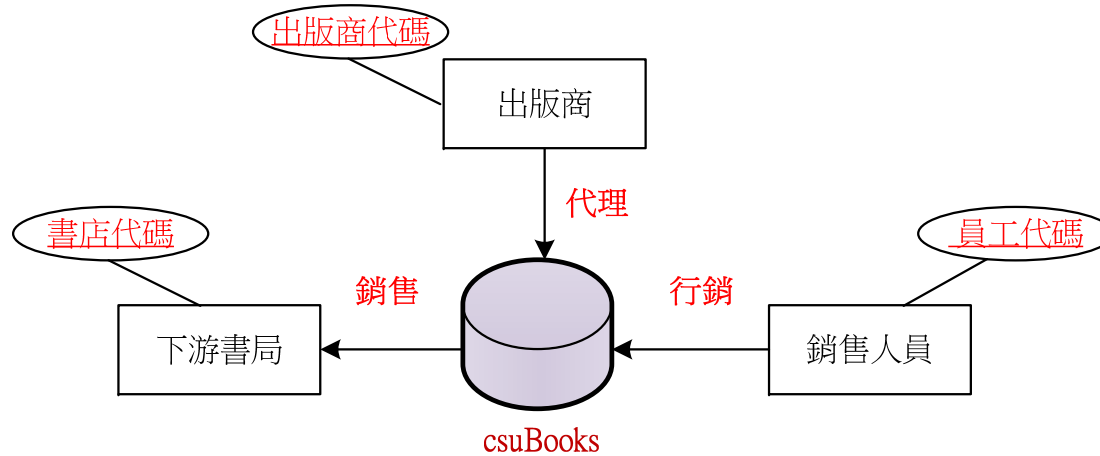 出版商代碼
出版商
代理
書店代碼
員工代碼
銷售
行銷
下游書局
銷售人員
csuBooks